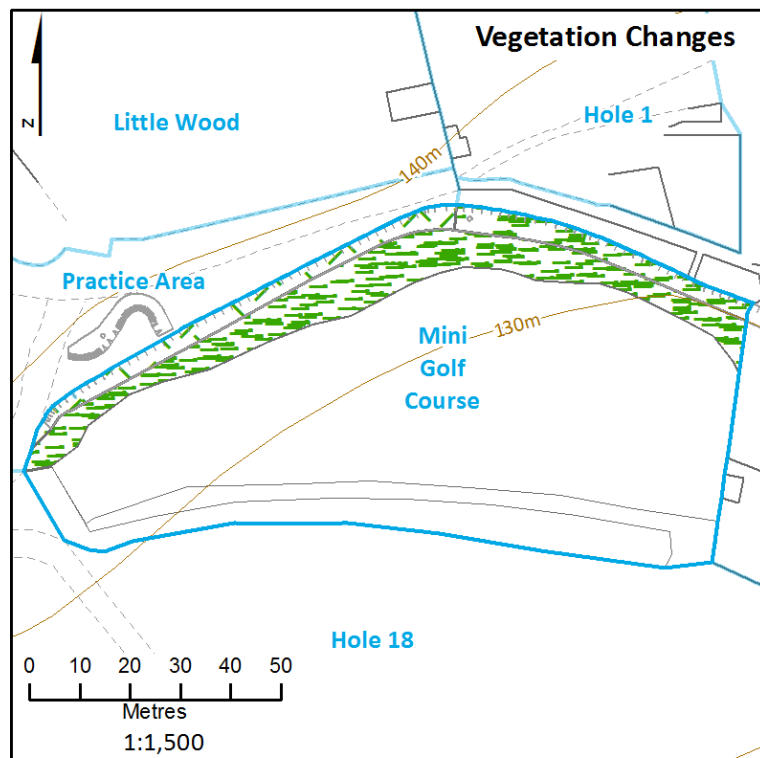 Vegetation Changes
N
Little Wood
Hole 1
140m
Practice Area
130m
Mini
Golf
Course
Hole 18
0 10 20 30 40 50
Metres
1:1,500